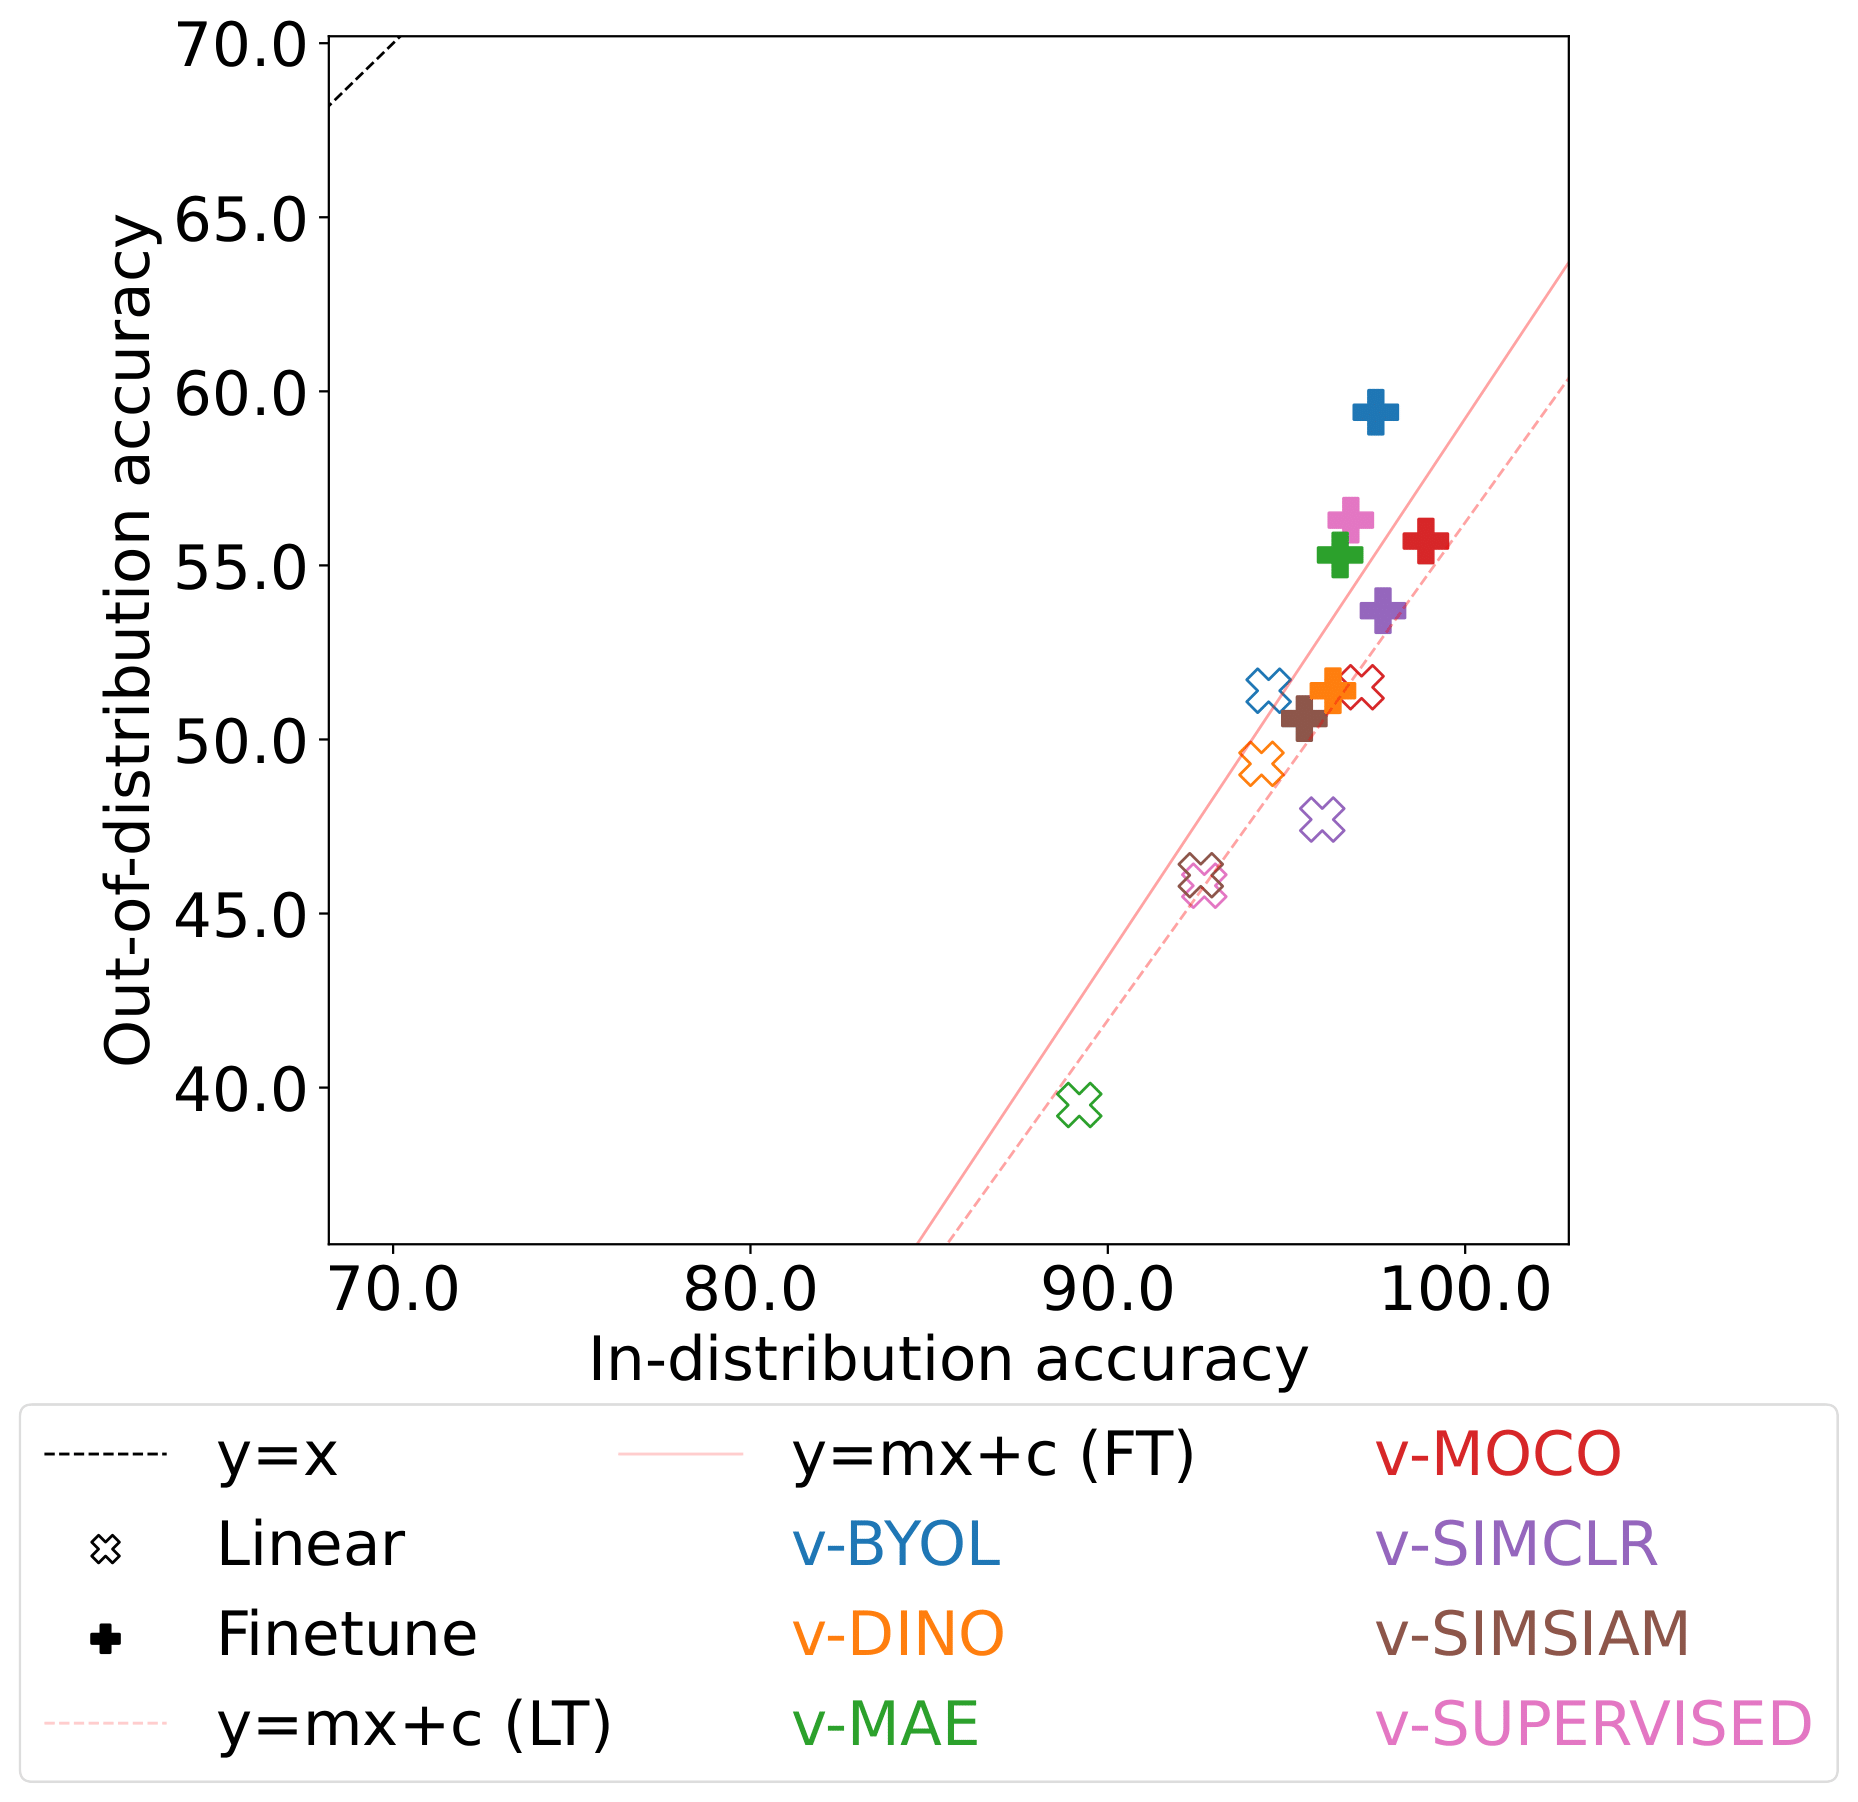 70.0
65.0
60.0
55.0
50.0
45.0
40.0
Out-of-distribution accuracy
70.0 80.0 90.0 100.0
In-distribution accuracy
y=x
Linear
Finetune
y=mx+c (LT)
y=mx+c (FT)
v-BYOL
v-DINO
v-MAE
v-MOCO
v-SIMCLR
v-SIMSIAM
v-SUPERVISED